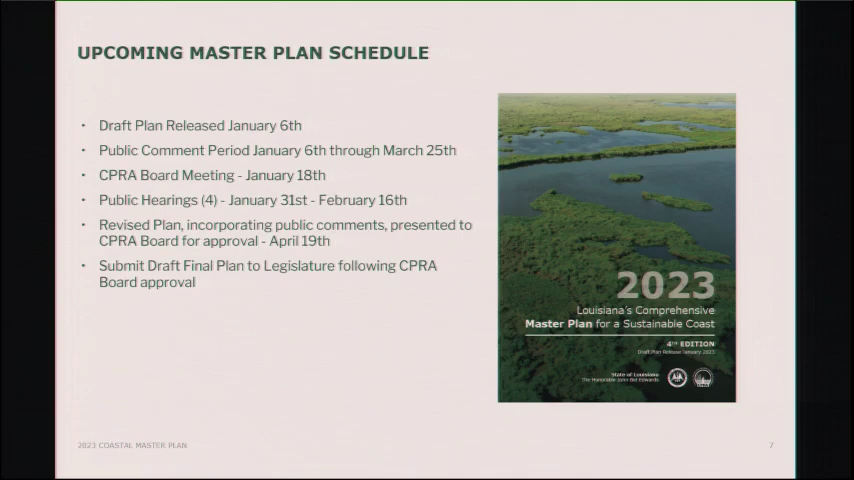 UPCOMING MASTER PLAN SCHEDULE
• Draft Plan Released January 6th
• Public Comment Period January 6th through March 25th
• CPRA Board Meeting - January 18th
• Public Hearings (4) - January 31st - February 16th
• Revised Plan, incorporating public comments, presented to
CPRA Board for approval - April 19th
• Submit Draft Final Plan to Legislature following CPRA
Board approval
2023
Louisiana's Comprehensive
Master Plan for a Sustainable Coast
4TH EDITION
Draft Plan Release January 2023
State of Louisiana
The Honorable John Bel Edwards
2023 COASTAL MASTER PLAN
7